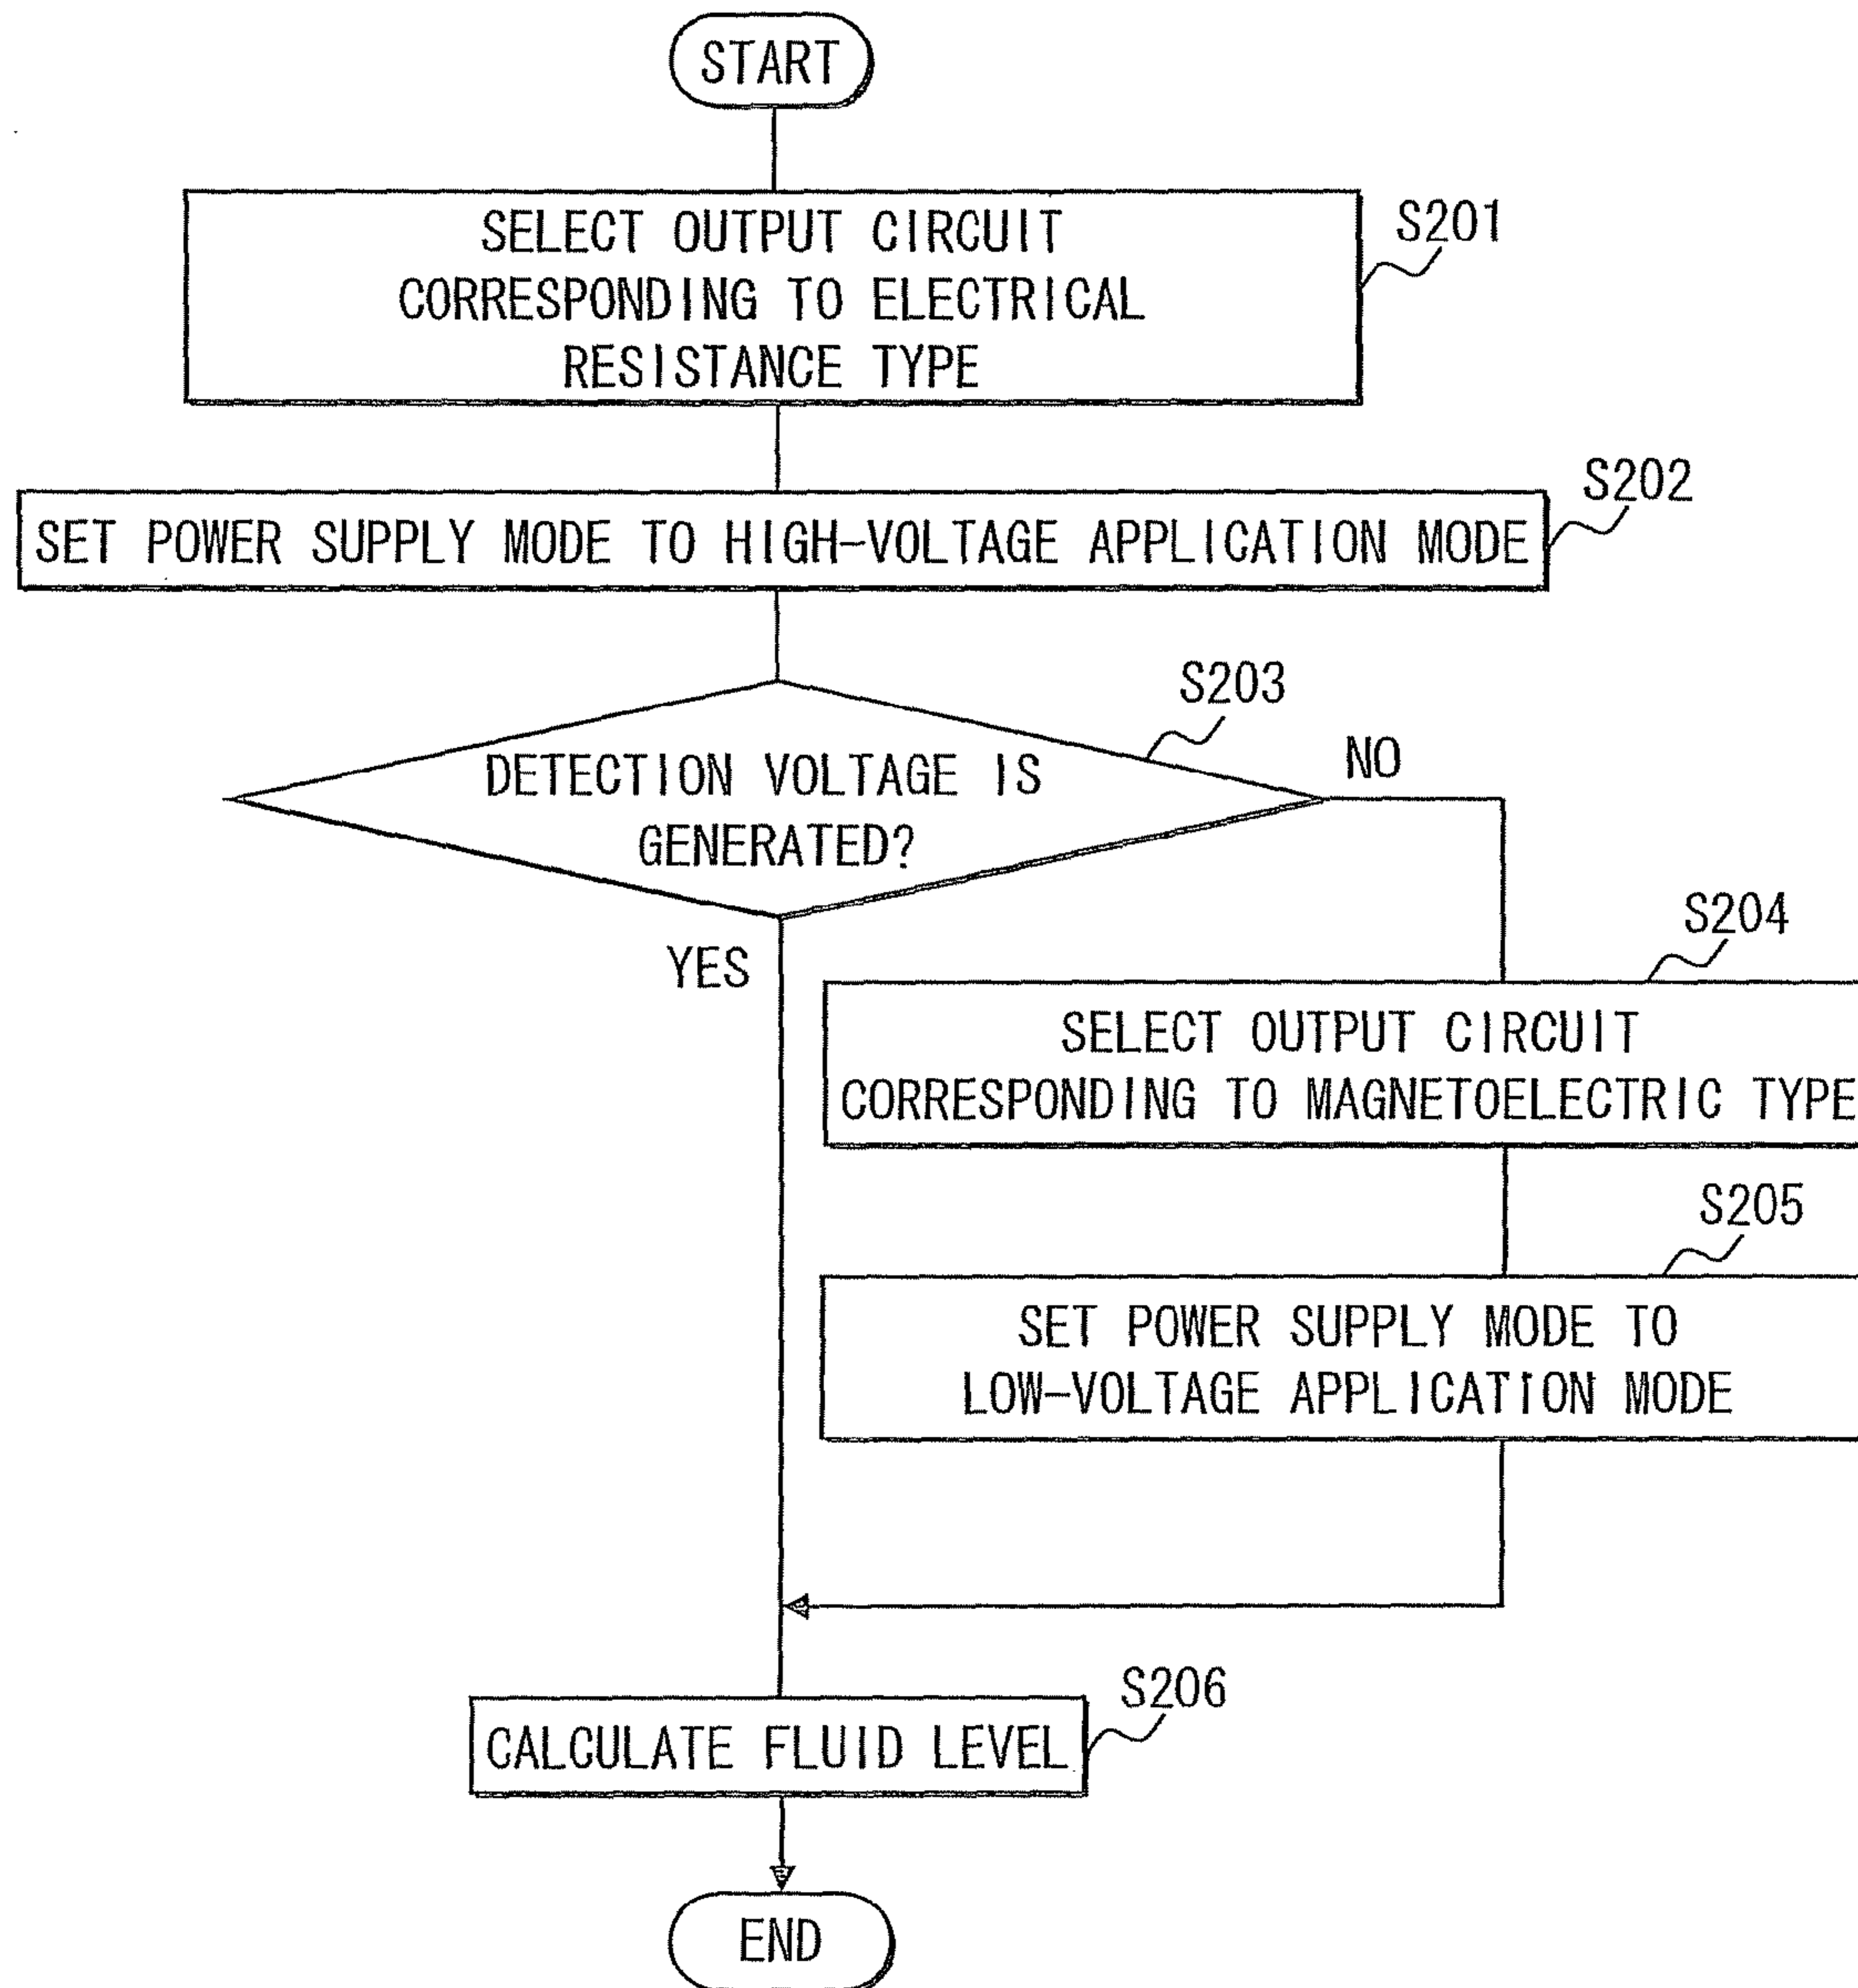 START
SELECT OUTPUT CIRCUIT
CORRESPONDING TO ELECTRICAL
RESISTANCE TYPE
S201
SET POWER SUPPLY MODE TO HIGH-VOLTAGE APPLICATION MODE
S202
DETECTION VOLTAGE IS
GENERATED?
S203
NO
YES
S204
SELECT OUTPUT CIRCUIT
CORRESPONDING TO MAGNETOELECTRIC TYPE
S205
SET POWER SUPPLY MODE TO
LOW-VOLTAGE APPLICATION MODE
S206
CALCULATE FLUID LEVEL
END